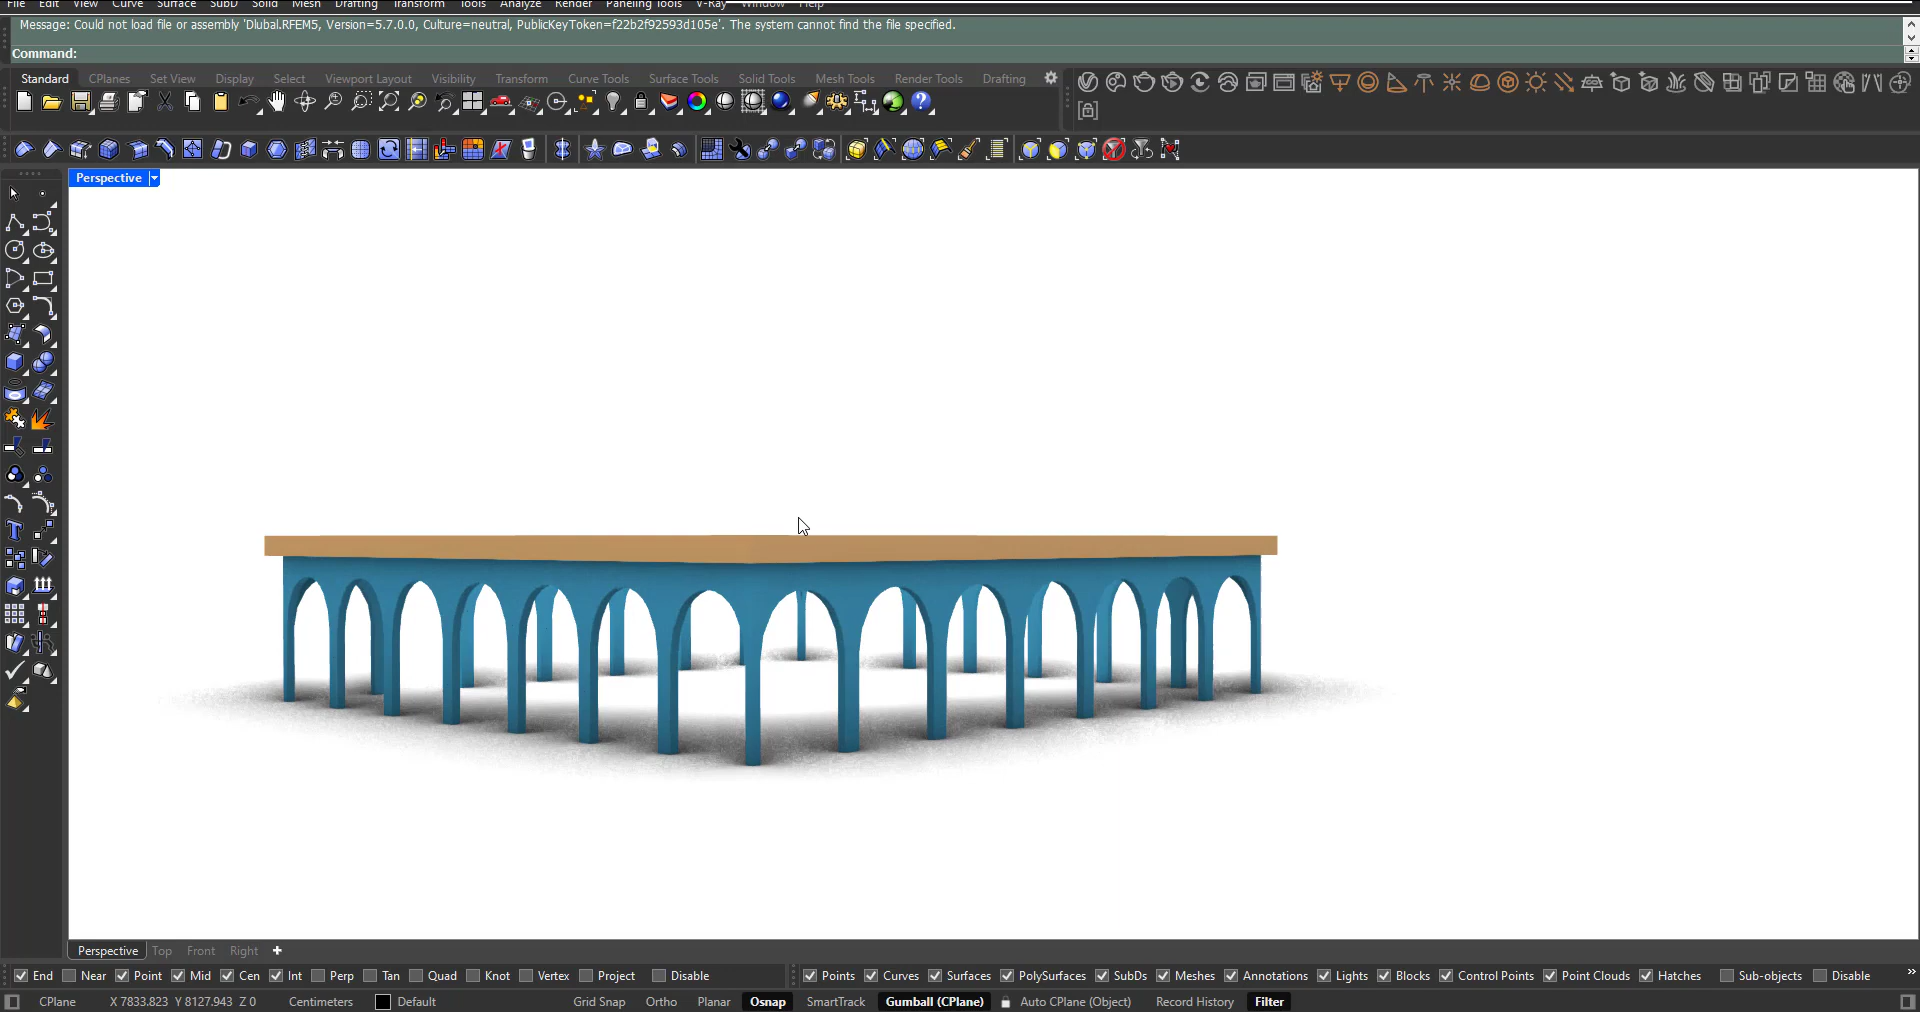 File Edit View Curve Surface SubD Solid Mesh Drafting Transform Tools Analyze Render Paneling Tools V-Ray Window Help
Message: Could not load file or assembly 'Dlubal.RFEM5, Version=5.7.0.0, Culture=neutral, PublicKeyToken=f22b2f92593d105e'. The system cannot find the file specified.
Command:
Standard CPlanes Set View Display Select Viewport Layout Visibility Transform Curve Tools Surface Tools Solid Tools Mesh Tools Render Tools Drafting
Perspective
Perspective Top Front Right
End Near Point Mid Cen Int Perp Tan Quad Knot Vertex Project Disable Points Curves Surfaces PolySurfaces SubDs Meshes Annotations Lights Blocks Control Points Point Clouds Hatches Sub-objects Disable
CPlane X 7833.823 Y 8127.943 Z 0 Centimeters Default Grid Snap Ortho Planar Osnap SmartTrack Gumball (CPlane) Auto CPlane (Object) Record History Filter